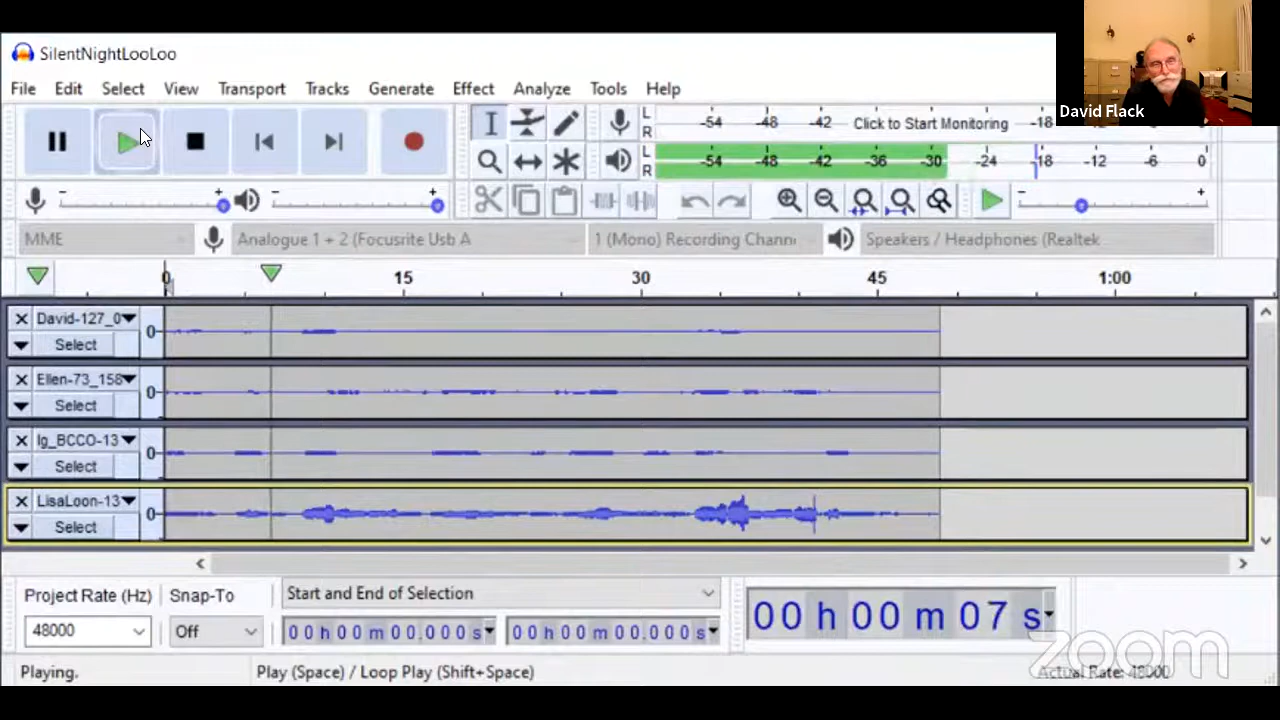 SilentNightLooLoo
File Edit Select View Transport Tracks Generate Effect Analyze Tools Help
David Flack
L R -54 -48 -42 Click to Start Monitoring -18
L R -54 -48 -42 -36 -30 -24 -18 -12 -6 0
- + - + - +
MME Analogue 1 + 2 (Focusrite Usb A 1 (Mono) Recording Chann Speakers / Headphones (Realtek
0 15 30 45 1:00
David-127_0 0
Select
Ellen-73_158 0
Select
Ig_BCCO-13 0
Select
LisaLoon-13 0
Select
Project Rate (Hz) Snap-To Start and End of Selection
48000 Off 00 h 00 m 00.000 s 00 h 00 m 00.000 s 00 h 00 m 07 s
zoom
Playing. Play (Space) / Loop Play (Shift+Space) Actual Rate: 48000